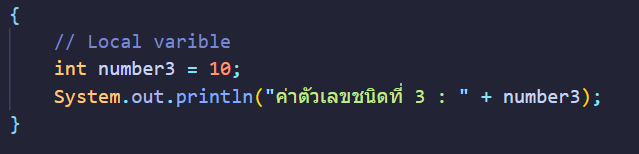 {
// Local varible
int number3 = 10;
System.out.println("ค่าตัวเลขชนิดที่ 3 : " + number3);
}